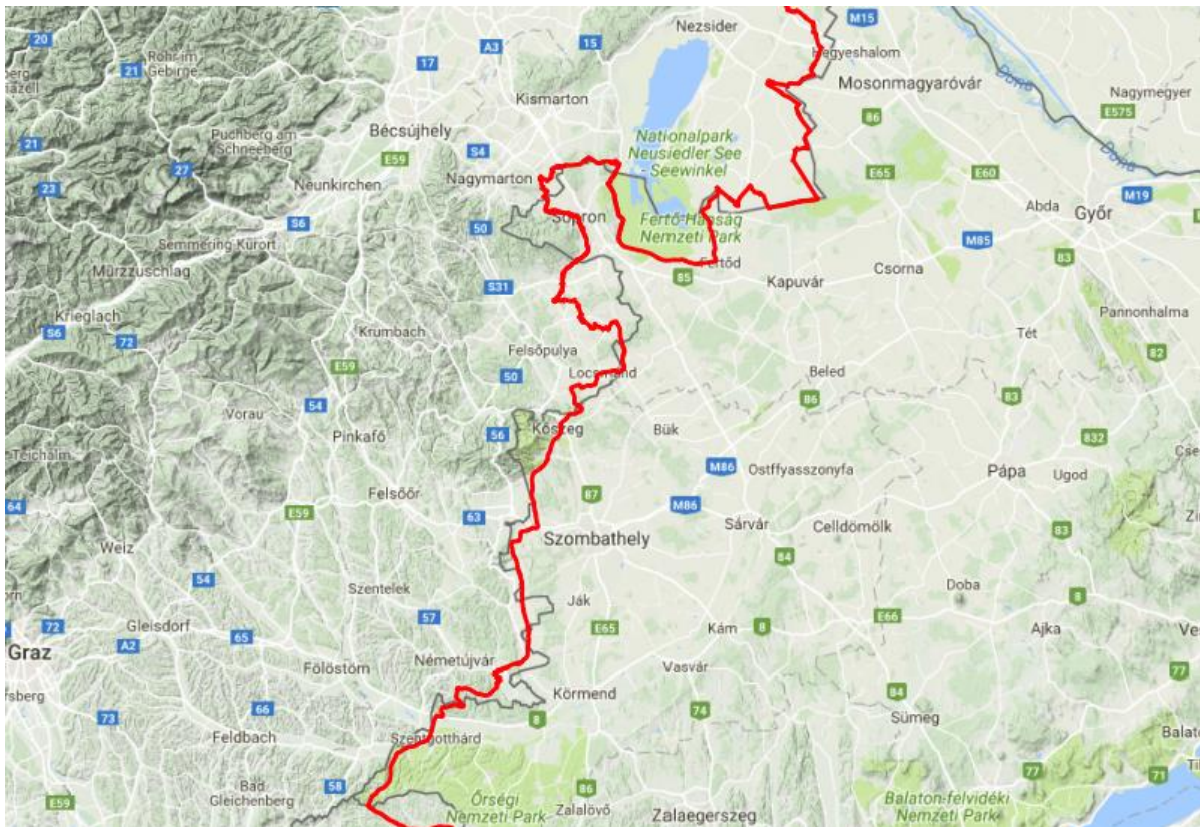 Nezsider
M15
20
15
A3
Rohr im
Gebirge
21
17
Hegyeshalom
Mosonmagyaróvár
Nagymegyer
Kismarton
E575
86
Duna
Duna
21
Puchberg am
Schneeberg
Bécsújhely
Nationalpark
Neusiedler See
Seewinkel
E59
S4
27
E65
E60
23
Neunkirchen
Nagymarton
M19
Abda
Győr
S6
50
Sopron
Fertő-Hanság
Nemzeti Park
M85
Semmering Kurort
83
Mürzzuschlag
Fertőd
Csorna
85
Kapuvár
S31
Krieglach
Pannonhalma
S6
72
Krumbach
Tét
Felsőpulya
82
E59
50
Locsmánd
Beled
86
83
54
Vorau
Pinkafő
56
Kőszeg
Bük
832
Teichalm
M86
Ostffyasszonyfa
Pápa
Ugod
Felsőőr
87
64
E59
63
M86
Sárvár
Celldömölk
83
Szombathely
Weiz
84
54
Szentelek
Ják
Doba
8
57
72
Gleisdorf
65
E65
Kám
8
E66
Ajka
A2
Graz
Fölöstöm
Németújvár
Vasvár
77
Körmend
84
73
66
8
74
Sümeg
Feldbach
Szentgotthárd
Bad
Gleichenberg
58
77
71
E59
Őrségi
Nemzeti Park
86
Zalalövő
Zalaegerszeg
Balaton-felvidéki
Nemzeti Park